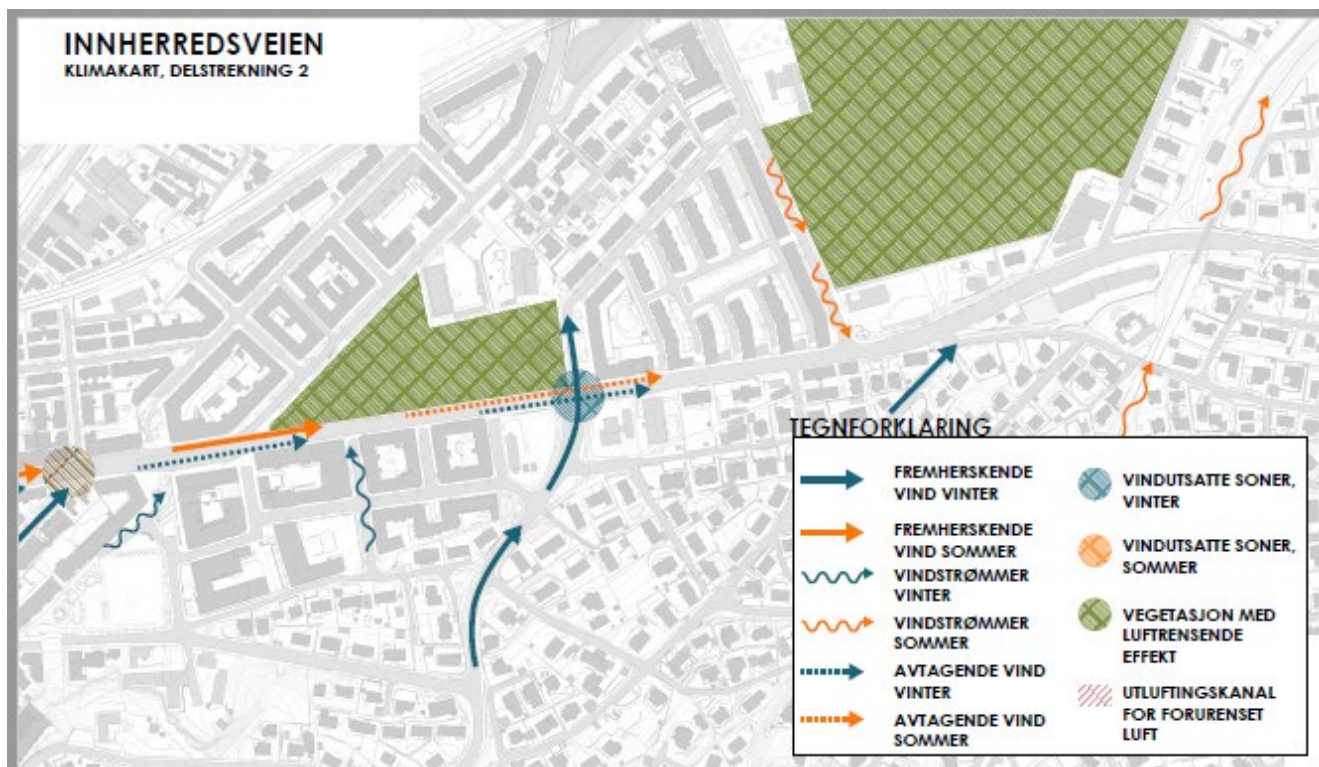 INNHERREDSVEIEN
KLIMAKART, DELSTREKNING 2
TEGNFORKLARING
FREMHERSKENDE
VIND VINTER
FREMHERSKENDE
VIND SOMMER
VINDSTRØMMER
VINTER
VINDSTRØMMER
SOMMER
AVTAGENDE VIND
VINTER
AVTAGENDE VIND
SOMMER
VINDUTSATTE SONER,
VINTER
VINDUTSATTE SONER,
SOMMER
VEGETASJON MED
LUFTRENSENDE
EFFEKT
UTLUFTINGSKANAL
FOR FORURENSET
LUFT